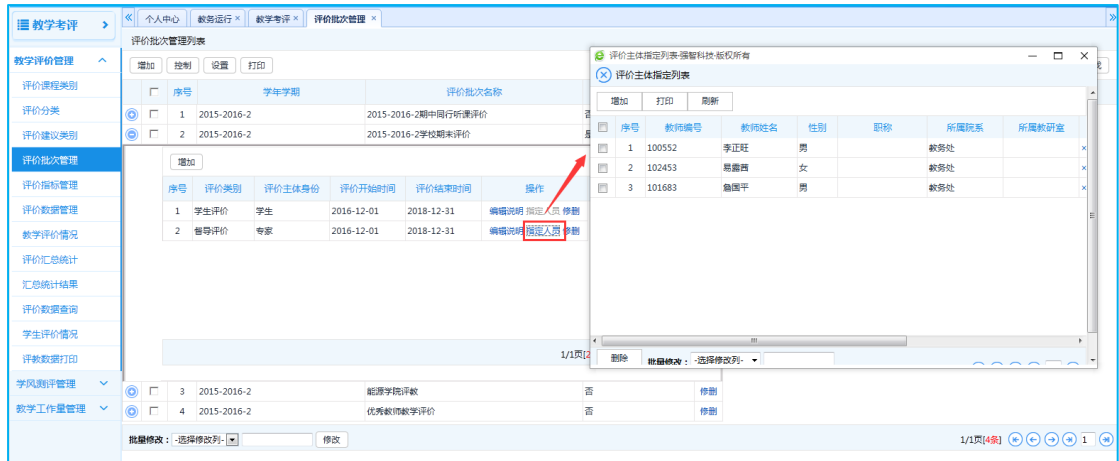 教学考评
个人中心 教务运行 × 教学考评 × 评价批次管理 ×
评价批次管理列表
教学评价管理
评价课程类别
评价分类
评价建议类别
评价批次管理
评价指标管理
评价数据管理
教学评价情况
评价汇总统计
汇总统计结果
评价数据查询
学生评价情况
评教数据打印
学风测评管理
教学工作量管理
增加 控制 设置 打印
序号 学年学期 评价批次名称
1 2015-2016-2 2015-2016-2期中同行听课评价
2 2015-2016-2 2015-2016-2学校期末评价
增加
序号 评价类别 评价主体身份 评价开始时间 评价结束时间 操作
1 学生评价 学生 2016-12-01 2018-12-31 编辑说明 指定人员 修删
2 督导评价 专家 2016-12-01 2018-12-31 编辑说明 指定人员 修删
1/1页[2
3 2015-2016-2 能源学院评教 否 修删
4 2015-2016-2 优秀教师教学评价 否 修删
批量修改： -选择修改列- 修改
1/1页[4条] 1
评价主体指定列表-强智科技-版权所有
评价主体指定列表
增加 打印 刷新
序号 教师编号 教师姓名 性别 职称 所属院系 所属教研室
1 100552 李正旺 男 教务处
2 102453 易露茜 女 教务处
3 101683 詹国平 男 教务处
删除 批量修改： -选择修改列-